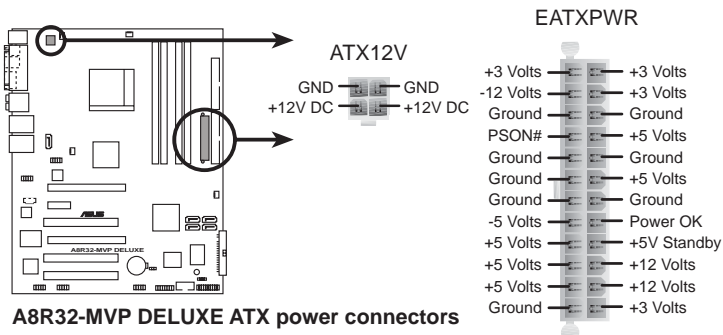 EATXPWR
ATX12V
GND GND
+12V DC +12V DC
+3 Volts +3 Volts
-12 Volts +3 Volts
Ground Ground
PSON# +5 Volts
Ground Ground
Ground +5 Volts
Ground Ground
-5 Volts Power OK
+5 Volts +5V Standby
+5 Volts +12 Volts
+5 Volts +12 Volts
Ground +3 Volts
ASUS
A8R32-MVP DELUXE
A8R32-MVP DELUXE ATX power connectors